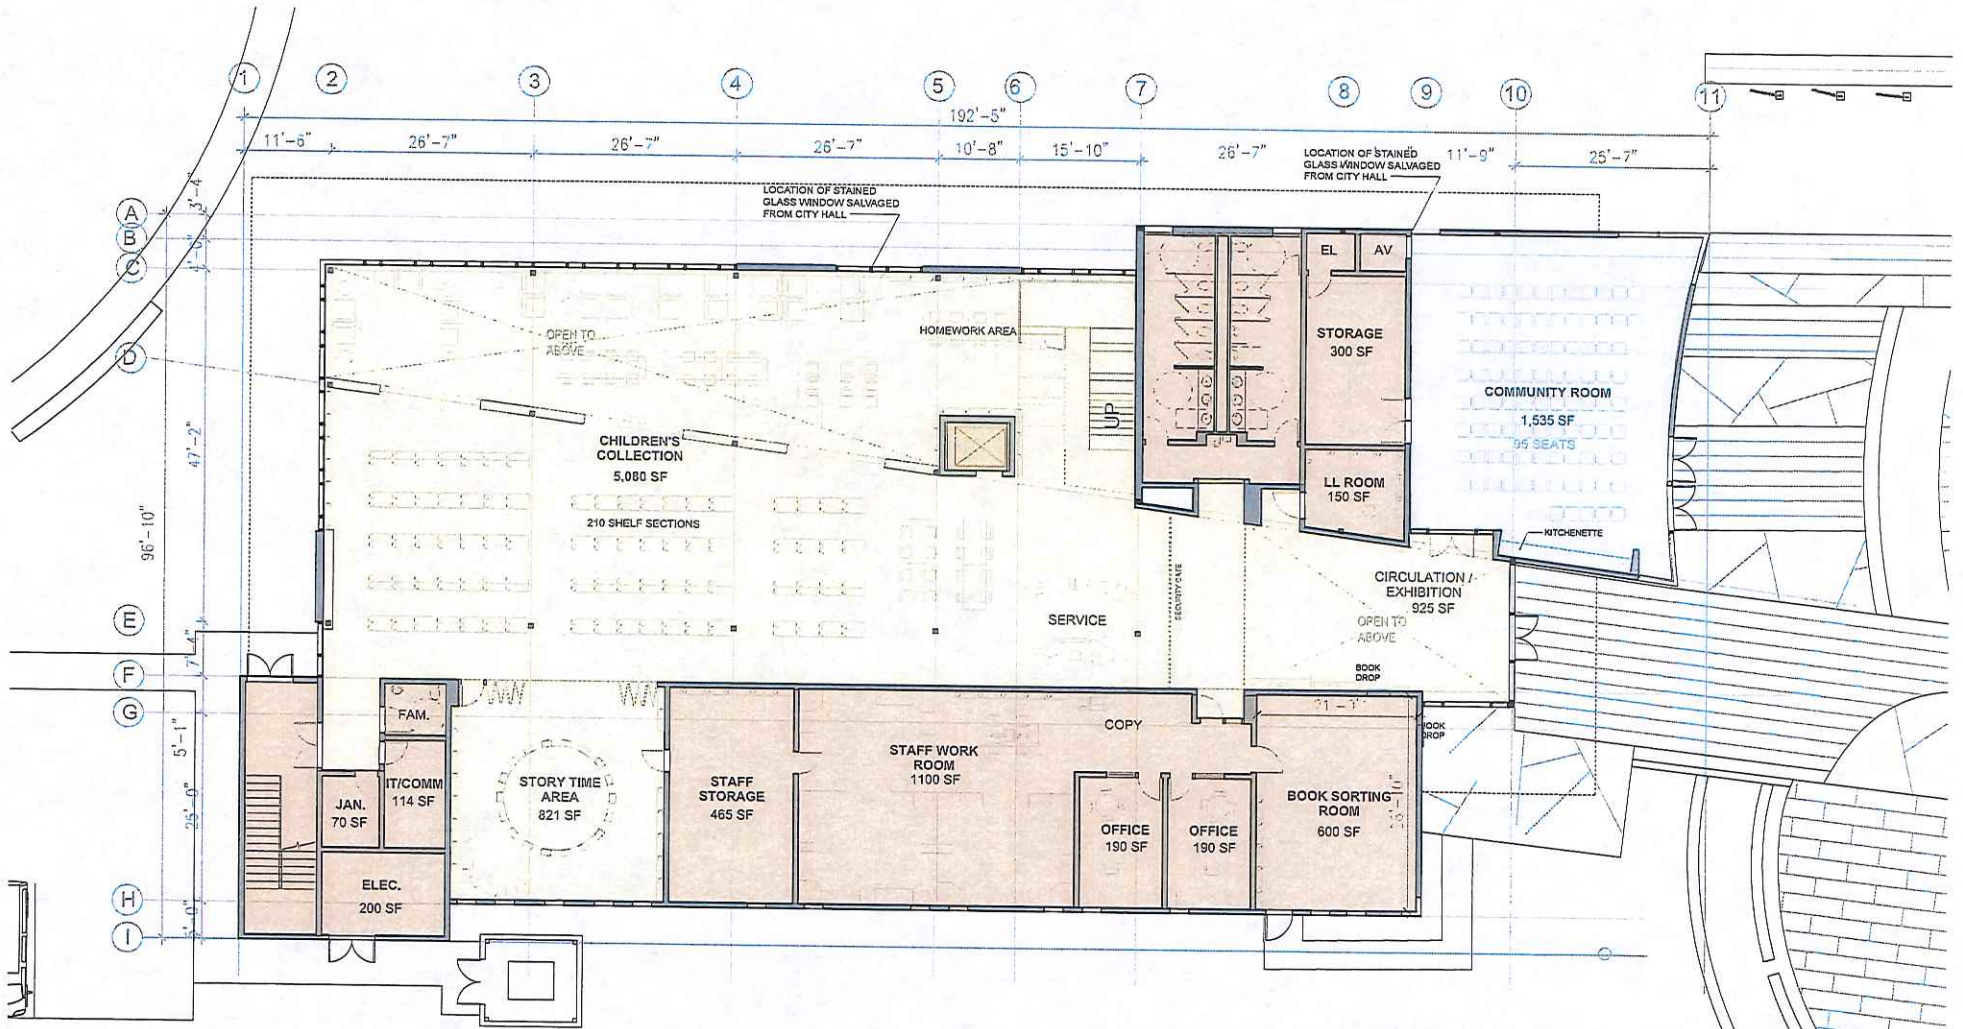 1
2
3
4
5
6
7
8
9
10
11
192'-5"
11'-6"
26'-7"
26'-7"
26'-7"
10'-8"
15'-10"
26'-7"
11'-9"
25'-7"
LOCATION OF STAINED
GLASS WINDOW SALVAGED
FROM CITY HALL
LOCATION OF STAINED
GLASS WINDOW SALVAGED
FROM CITY HALL
A
B
C
D
E
F
G
H
I
3'-4"
4'-0"
47'-2"
96'-10"
7'-4"
5'-1"
25'-0"
OPEN TO
ABOVE
HOMEWORK AREA
UP
EL
AV
STORAGE
300 SF
COMMUNITY ROOM
1,535 SF
95 SEATS
CHILDREN'S
COLLECTION
5,080 SF
210 SHELF SECTIONS
LL ROOM
150 SF
KITCHENETTE
SECURITY GATE
CIRCULATION /
EXHIBITION
925 SF
SERVICE
OPEN TO
ABOVE
BOOK
DROP
FAM.
COPY
BOOK
DROP
IT/COMM
114 SF
JAN.
70 SF
STORY TIME
AREA
821 SF
STAFF
STORAGE
465 SF
STAFF WORK
ROOM
1100 SF
BOOK SORTING
ROOM
600 SF
OFFICE
190 SF
OFFICE
190 SF
ELEC.
200 SF